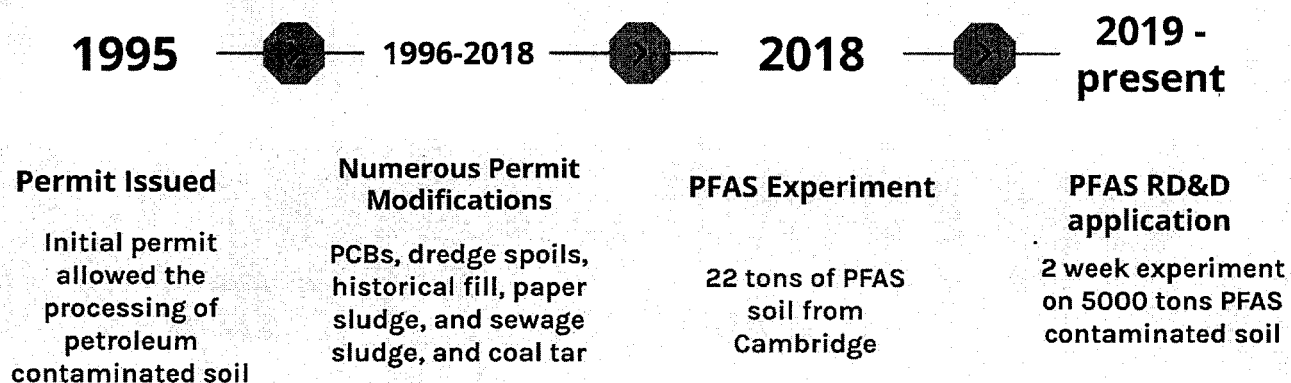 1995
1996-2018
2018
2019 -
present
Permit Issued
Initial permit
allowed the
processing of
petroleum
contaminated soil
Numerous Permit
Modifications
PCBs, dredge spoils,
historical fill, paper
sludge, and sewage
sludge, and coal tar
PFAS Experiment
22 tons of PFAS
soil from
Cambridge
PFAS RD&D
application
2 week experiment
on 5000 tons PFAS
contaminated soil